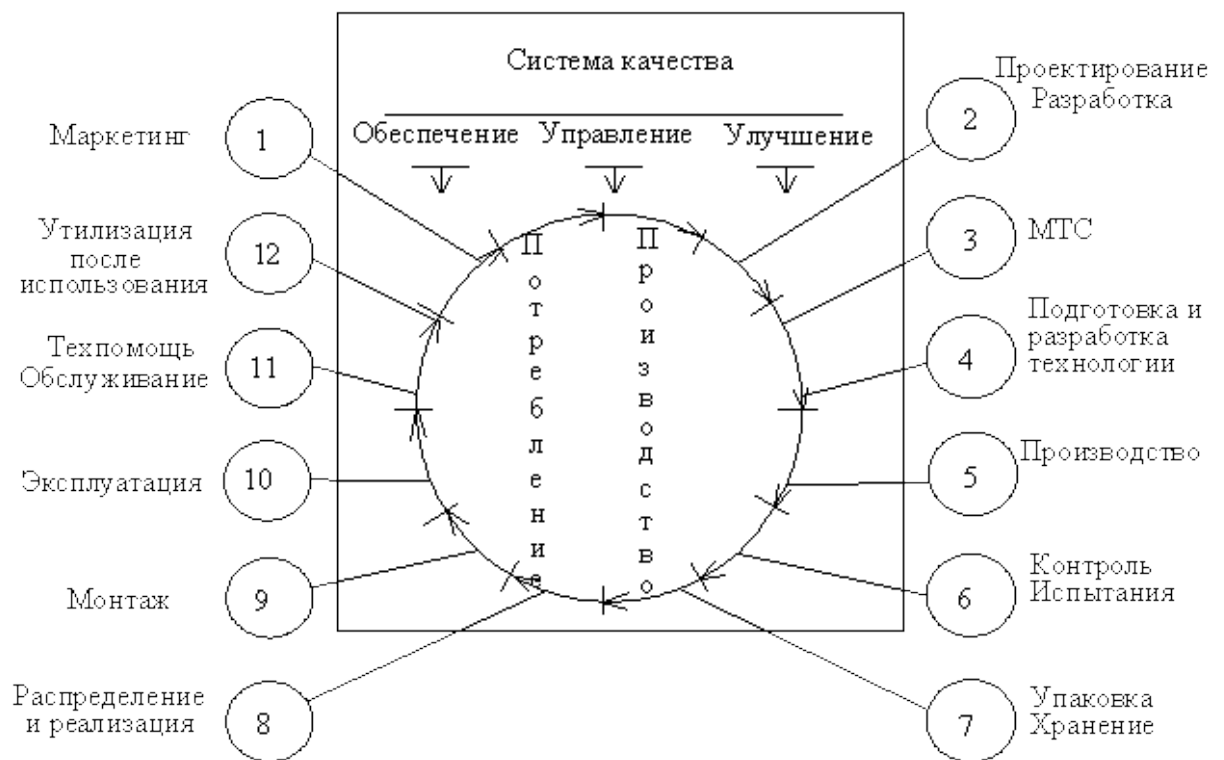 Система качества
Обеспечение Управление Улучшение
1
Маркетинг
2
Проектирование
Разработка
3
МТС
4
Подготовка и
разработка
технологии
5
Производство
6
Контроль
Испытания
7
Упаковка
Хранение
8
Распределение
и реализация
9
Монтаж
10
Эксплуатация
11
Техпомощь
Обслуживание
12
Утилизация
после
использования
Потребление
Производство